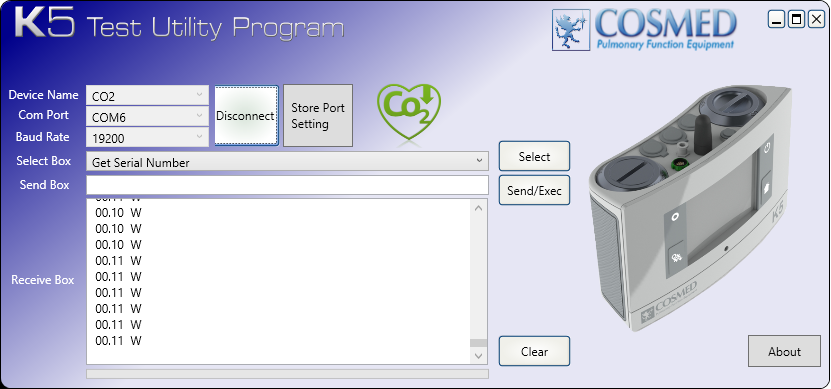 K5 Test Utility Program
COSMED
Pulmonary Function Equipment
Device Name CO2
Com Port COM6
Baud Rate 19200
Disconnect
Store Port
Setting
Co2
Select Box Get Serial Number
Select
Send Box
Send/Exec
Receive Box
00.10 W
00.10 W
00.10 W
00.11 W
00.11 W
00.11 W
00.11 W
00.11 W
00.11 W
K5
COSMED
Clear
About